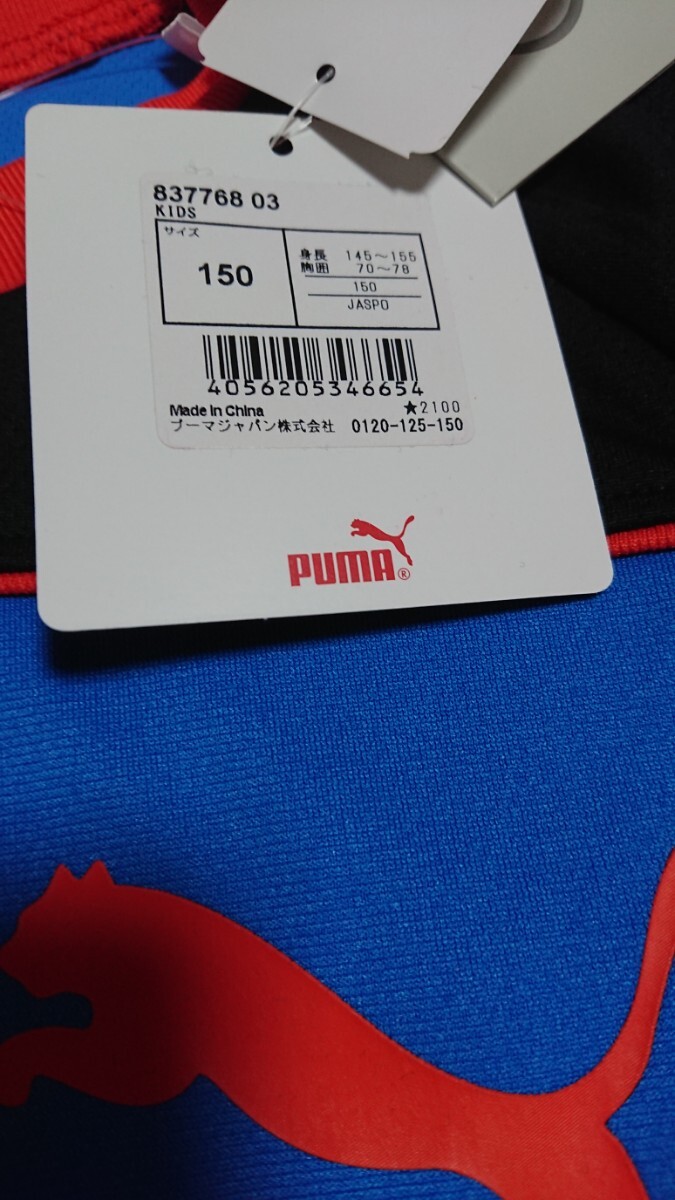 837768 03
KIDS
サイズ
150
身長 145~155
胸囲 70~78
150
JASPO
4056205346654
Made in China ★2100
プーマジャパン株式会社 0120-125-150
PUMA®